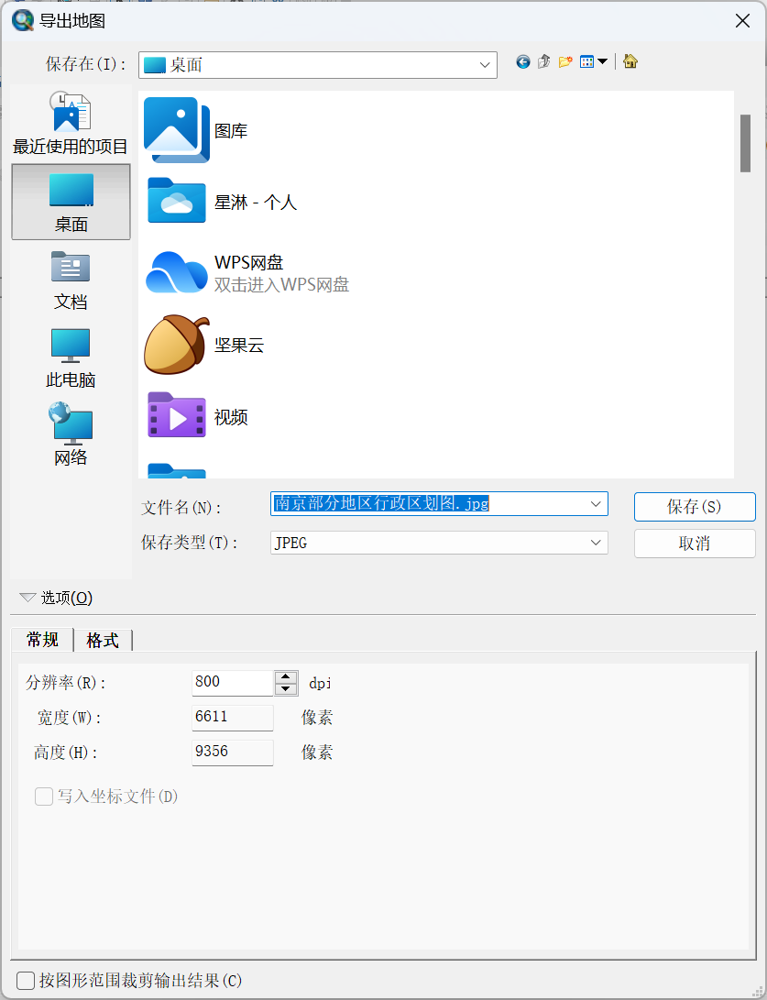 导出地图
保存在(I):
桌面
最近使用的项目
桌面
文档
此电脑
网络
图库
星淋 - 个人
WPS网盘
双击进入WPS网盘
坚果云
视频
文件名(N):
南京部分地区行政区划图.jpg
保存(S)
保存类型(T):
JPEG
取消
选项(O)
常规
格式
分辨率(R):
800
dpi
宽度(W):
6611
像素
高度(H):
9356
像素
写入坐标文件(D)
按图形范围裁剪输出结果(C)